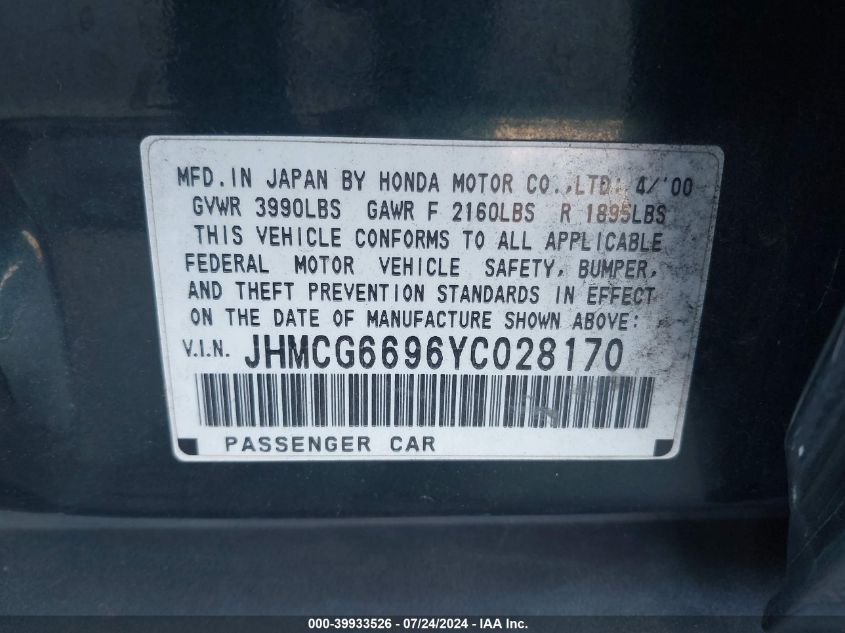 MFD. IN JAPAN BY HONDA MOTOR CO.,LTD: 4/'00
GVWR 3990LBS GAWR F 2160LBS R 1895LBS
THIS VEHICLE CONFORMS TO ALL APPLICABLE
FEDERAL MOTOR VEHICLE SAFETY, BUMPER,
AND THEFT PREVENTION STANDARDS IN EFFECT
ON THE DATE OF MANUFACTURE SHOWN ABOVE:
V.I.N. JHMCG6696YC028170
PASSENGER CAR
000-39933526 - 07/24/2024 - IAA Inc.